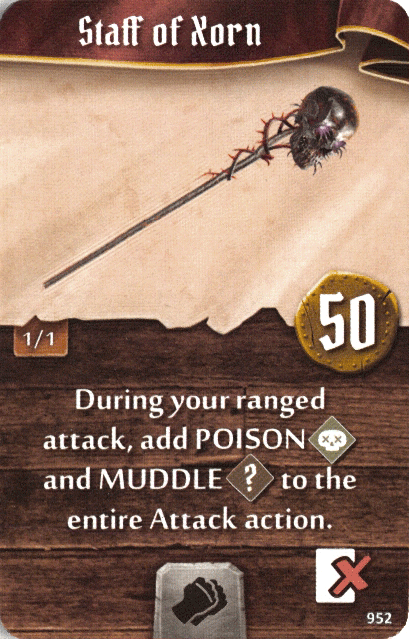 Staff of Xorn
1/1
50
During your ranged
attack, add POISON
and MUDDLE ? to the
entire Attack action.
952